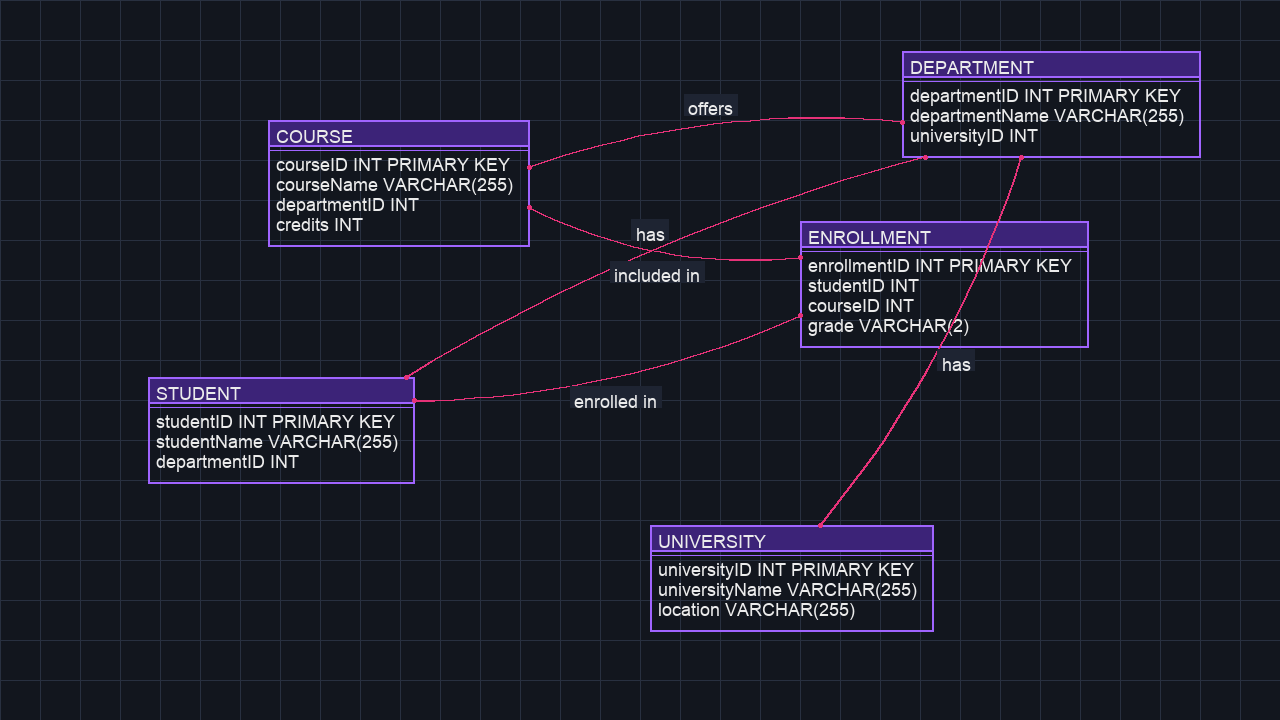 DEPARTMENT
departmentID INT PRIMARY KEY
departmentName VARCHAR(255)
universityID INT
offers
COURSE
courseID INT PRIMARY KEY
courseName VARCHAR(255)
departmentID INT
credits INT
has
included in
ENROLLMENT
enrollmentID INT PRIMARY KEY
studentID INT
courseID INT
grade VARCHAR(2)
has
STUDENT
studentID INT PRIMARY KEY
studentName VARCHAR(255)
departmentID INT
enrolled in
UNIVERSITY
universityID INT PRIMARY KEY
universityName VARCHAR(255)
location VARCHAR(255)